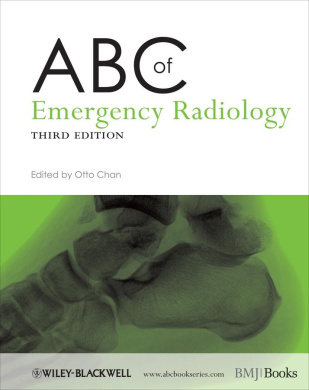 ABC of
Emergency Radiology
THIRD EDITION
Edited by Otto Chan
WILEY-BLACKWELL www.abcbookseries.com BMJ|Books